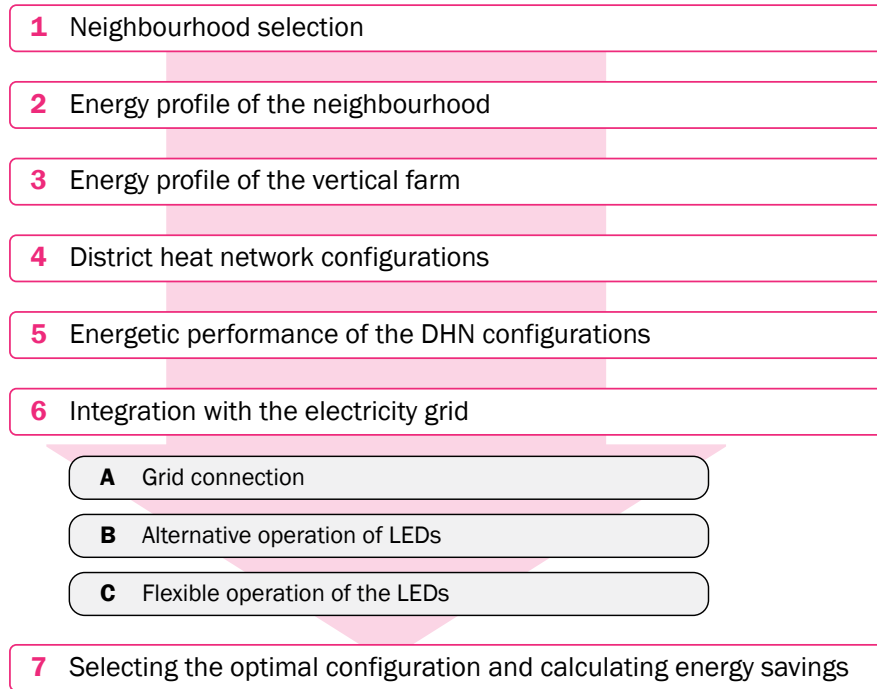 1 Neighbourhood selection
2 Energy profile of the neighbourhood
3 Energy profile of the vertical farm
4 District heat network configurations
5 Energetic performance of the DHN configurations
6 Integration with the electricity grid
A Grid connection
B Alternative operation of LEDs
C Flexible operation of the LEDs
7 Selecting the optimal configuration and calculating energy savings